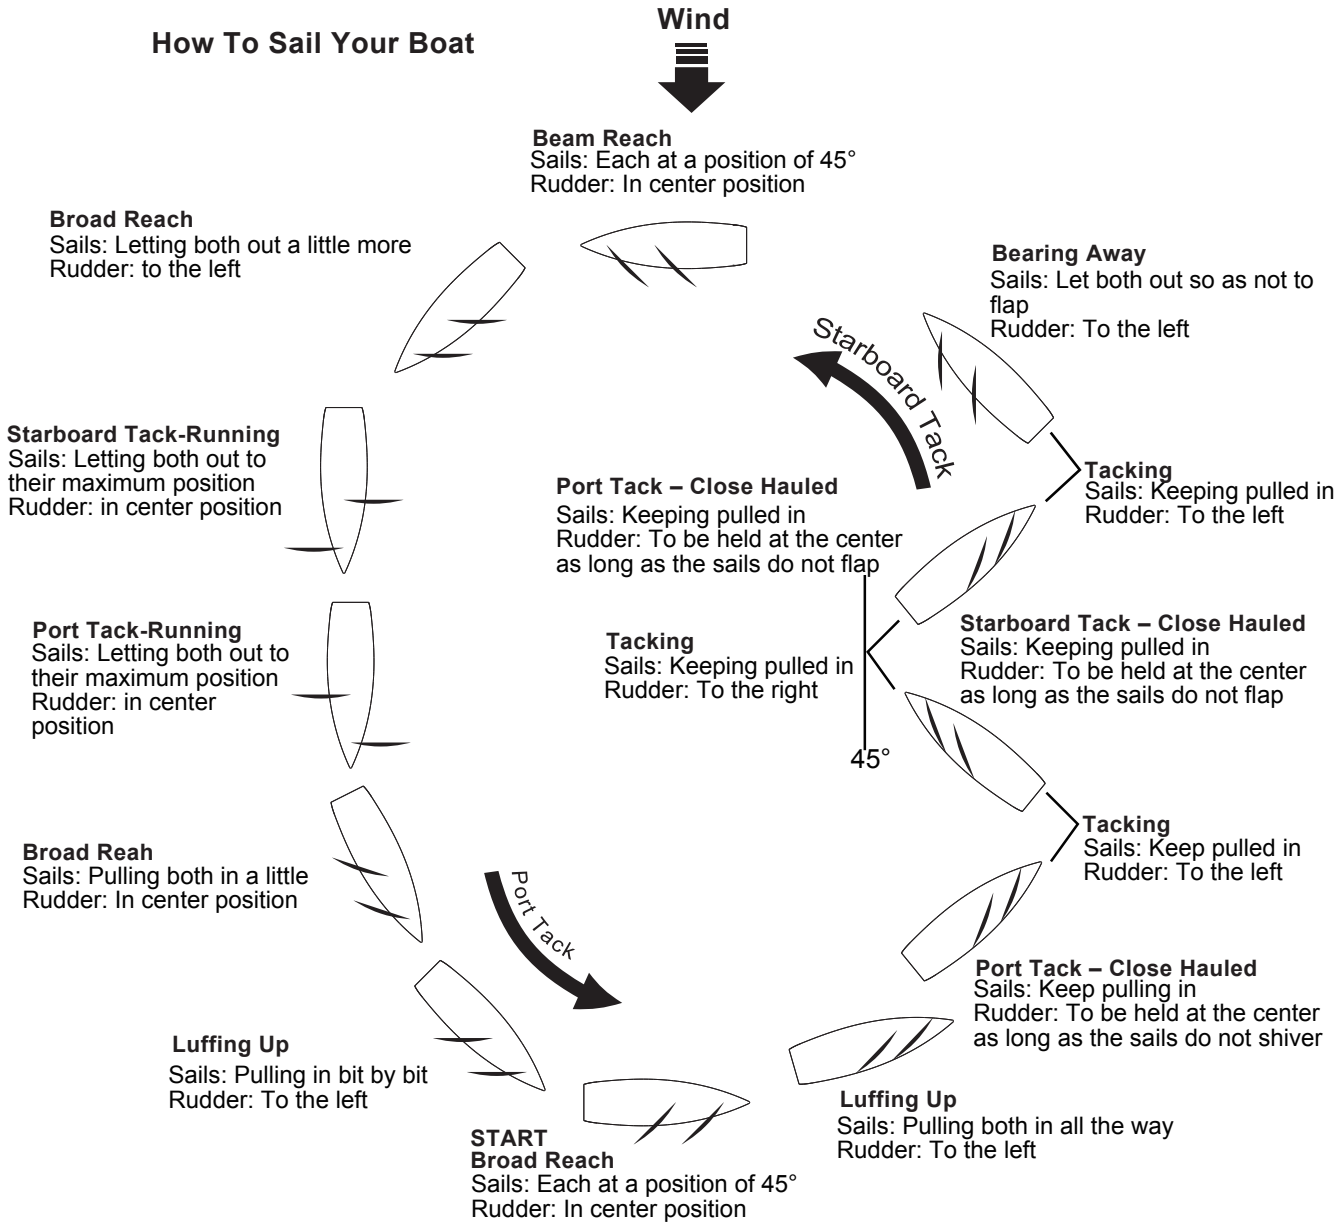 How To Sail Your Boat
Wind
Beam Reach
Sails: Each at a position of 45°
Rudder: In center position
Broad Reach
Sails: Letting both out a little more
Rudder: to the left
Bearing Away
Sails: Let both out so as not to
flap
Rudder: To the left
Starboard Tack
Starboard Tack-Running
Sails: Letting both out to
their maximum position
Rudder: in center position
Port Tack – Close Hauled
Sails: Keeping pulled in
Rudder: To be held at the center
as long as the sails do not flap
Tacking
Sails: Keeping pulled in
Rudder: To the left
Port Tack-Running
Sails: Letting both out to
their maximum position
Rudder: in center
position
Tacking
Sails: Keeping pulled in
Rudder: To the right
45°
Starboard Tack – Close Hauled
Sails: Keeping pulled in
Rudder: To be held at the center
as long as the sails do not flap
Tacking
Sails: Keep pulled in
Rudder: To the left
Broad Reah
Sails: Pulling both in a little
Rudder: In center position
Port Tack
Port Tack – Close Hauled
Sails: Keep pulling in
Rudder: To be held at the center
as long as the sails do not shiver
Luffing Up
Sails: Pulling in bit by bit
Rudder: To the left
Luffing Up
Sails: Pulling both in all the way
Rudder: To the left
START
Broad Reach
Sails: Each at a position of 45°
Rudder: In center position